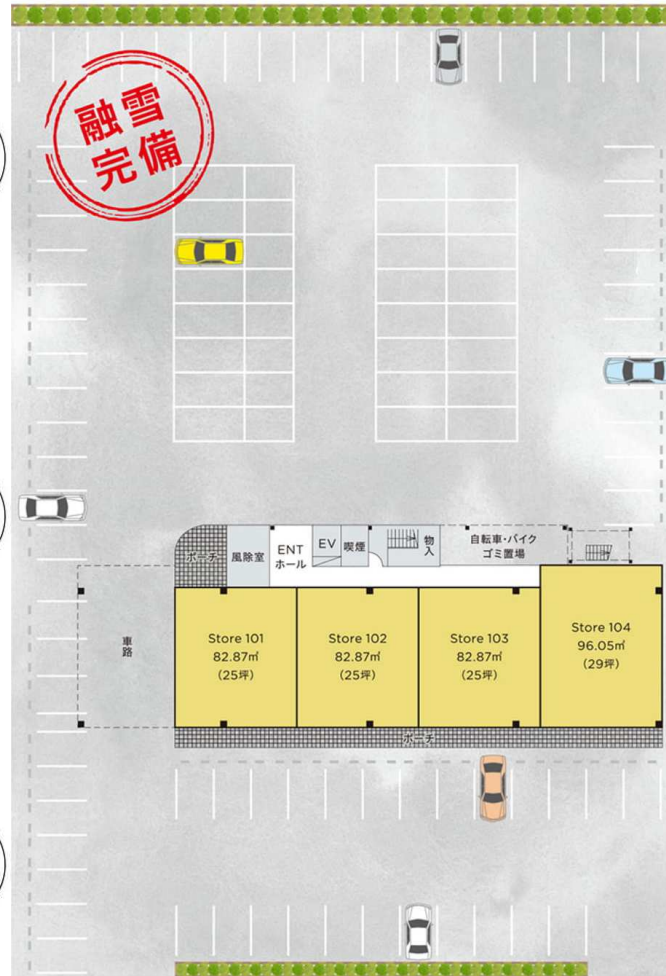 融雪
完備
ポーチ
風除室
ENT
ホール
EV
喫煙
物入
自転車・バイク
ゴミ置場
車路
Store 101
82.87㎡
(25坪)
Store 102
82.87㎡
(25坪)
Store 103
82.87㎡
(25坪)
Store 104
96.05㎡
(29坪)
ポーチ